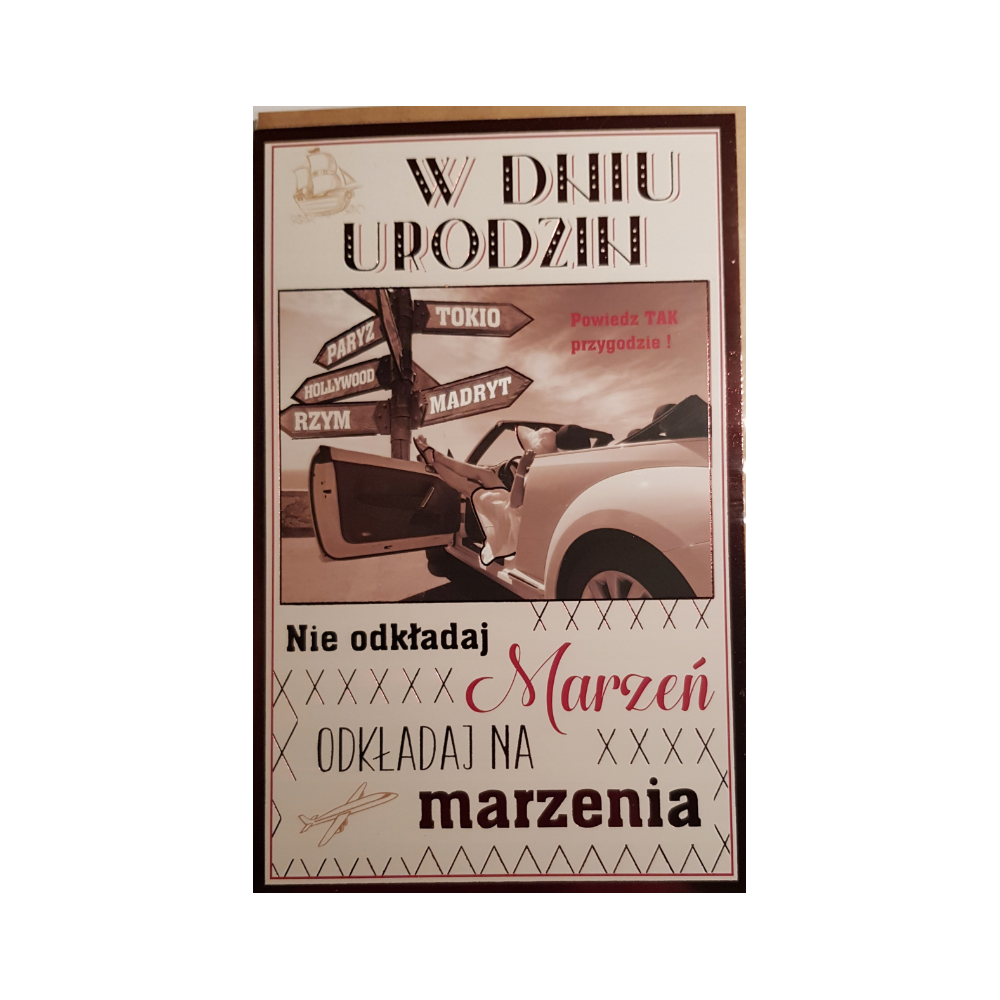 W DNIU
URODZIN
TOKIO
Powiedz TAK
przygodzie !
PARYŻ
HOLLYWOOD
MADRYT
RZYM
Nie odkładaj
Marzeń
ODKŁADAJ NA
marzenia